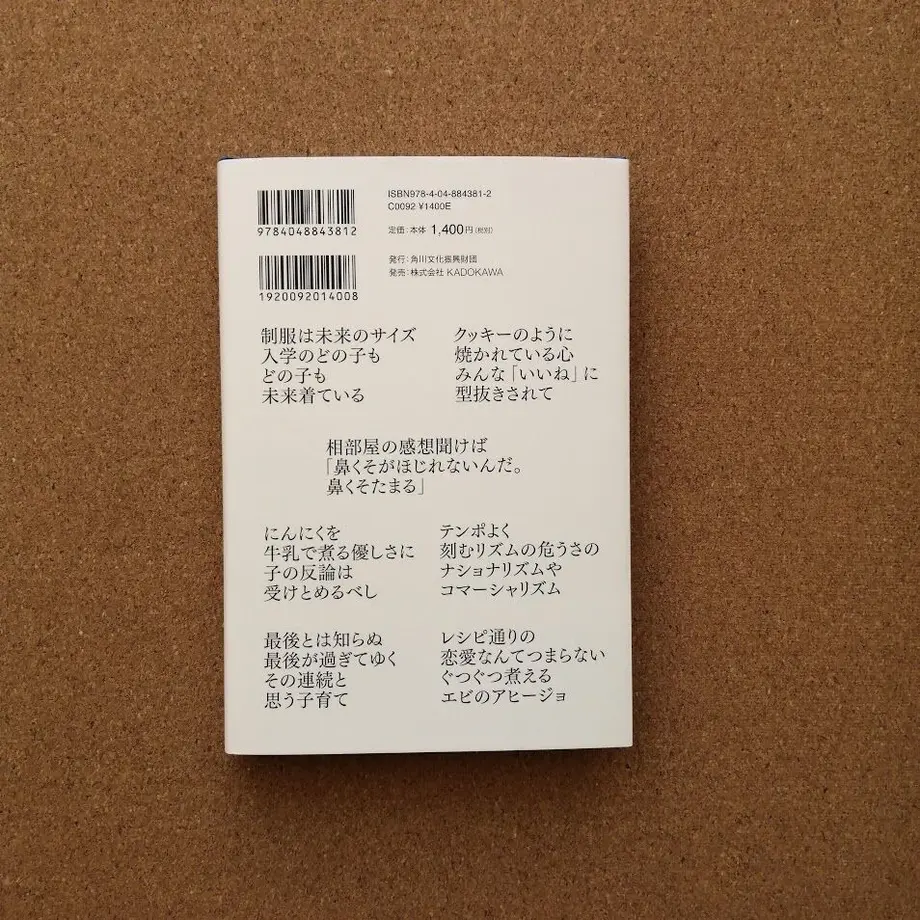 ISBN978-4-04-884381-2
C0092 ¥1400E
9784048843812
定価:本体 1,400円(税別)
発行:角川文化振興財団
発売:株式会社 KADOKAWA
1920092014008
制服は未来のサイズ
入学のどの子も
どの子も
未来着ている
クッキーのように
焼かれている心
みんな「いいね」に
型抜きされて
相部屋の感想聞けば
「鼻くそがほじれないんだ。
鼻くそたまる」
にんにくを
牛乳で煮る優しさに
子の反論は
受けとめるべし
テンポよく
刻むリズムの危うさの
ナショナリズムや
コマーシャリズム
最後とは知らぬ
最後が過ぎてゆく
その連続と
思う子育て
レシピ通りの
恋愛なんてつまらない
ぐつぐつ煮える
エビのアヒージョ